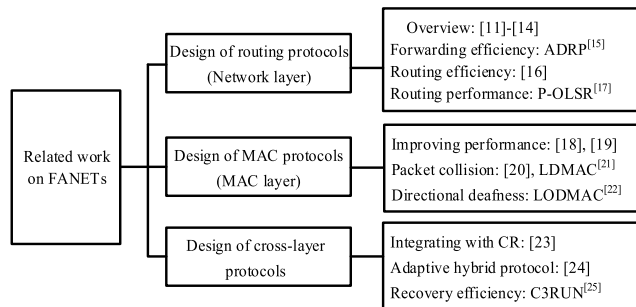 Related work
on FANETs
Design of routing protocols
(Network layer)
Overview: [11]-[14]
Forwarding efficiency: ADRP[15]
Routing efficiency: [16]
Routing performance: P-OLSR[17]
Design of MAC protocols
(MAC layer)
Improving performance: [18], [19]
Packet collision: [20], LDMAC[21]
Directional deafness: LODMAC[22]
Design of cross-layer
protocols
Integrating with CR: [23]
Adaptive hybrid protocol: [24]
Recovery efficiency: C3RUN[25]